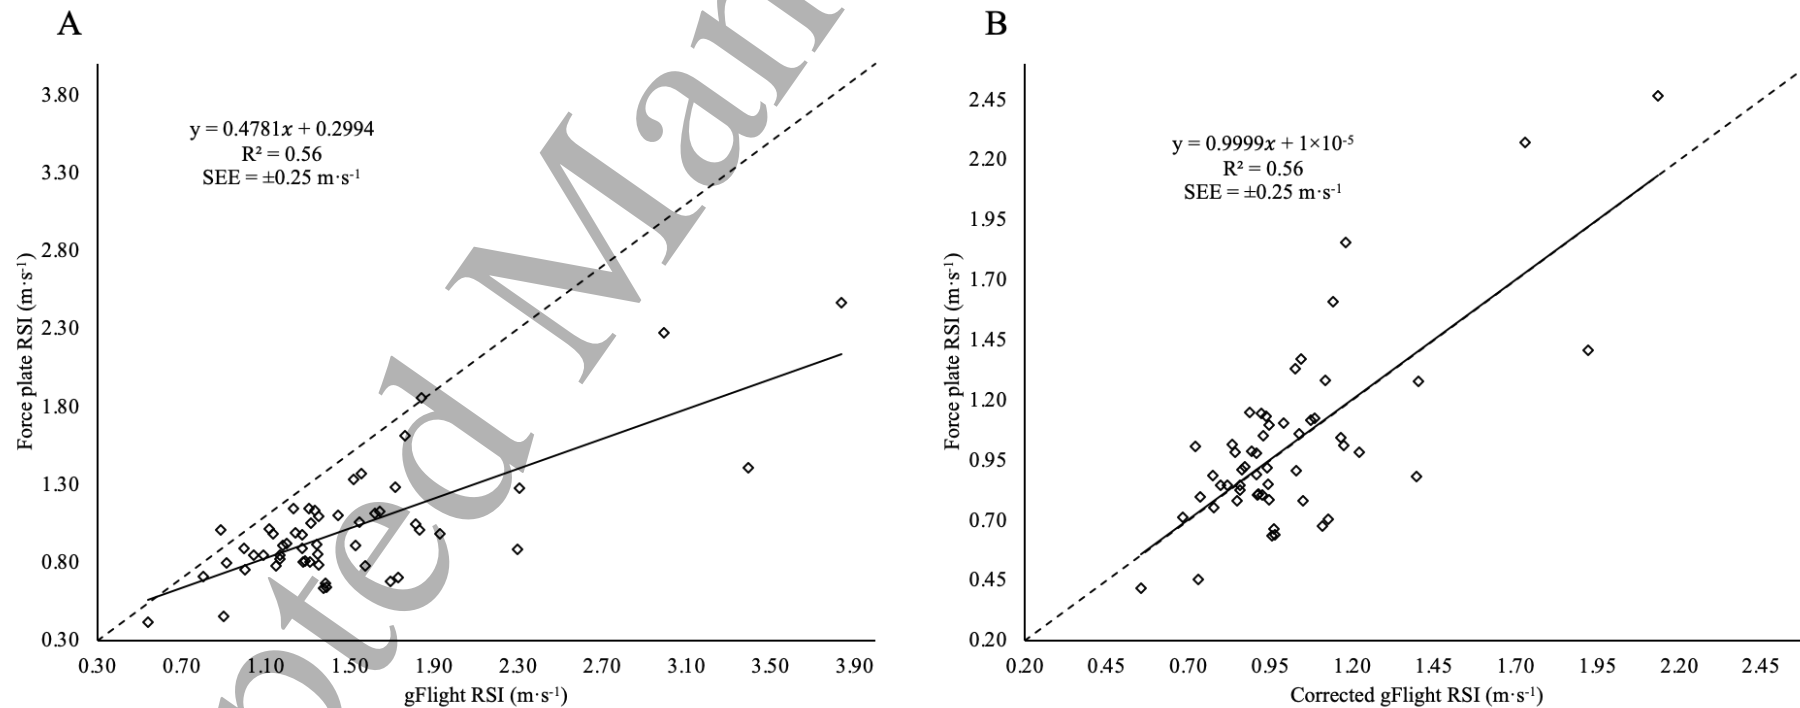 A
3.80
3.30
2.80
2.30
1.80
1.30
0.80
0.30
Force plate RSI (m·s-1)
y = 0.4781x + 0.2994
R² = 0.56
SEE = ±0.25 m·s-1
0.30 0.70 1.10 1.50 1.90 2.30 2.70 3.10 3.50 3.90
gFlight RSI (m·s-1)
B
2.45
2.20
1.95
1.70
1.45
1.20
0.95
0.70
0.45
0.20
Force plate RSI (m·s-1)
y = 0.9999x + 1×10-5
R² = 0.56
SEE = ±0.25 m·s-1
0.20 0.45 0.70 0.95 1.20 1.45 1.70 1.95 2.20 2.45
Corrected gFlight RSI (m·s-1)
pted Man